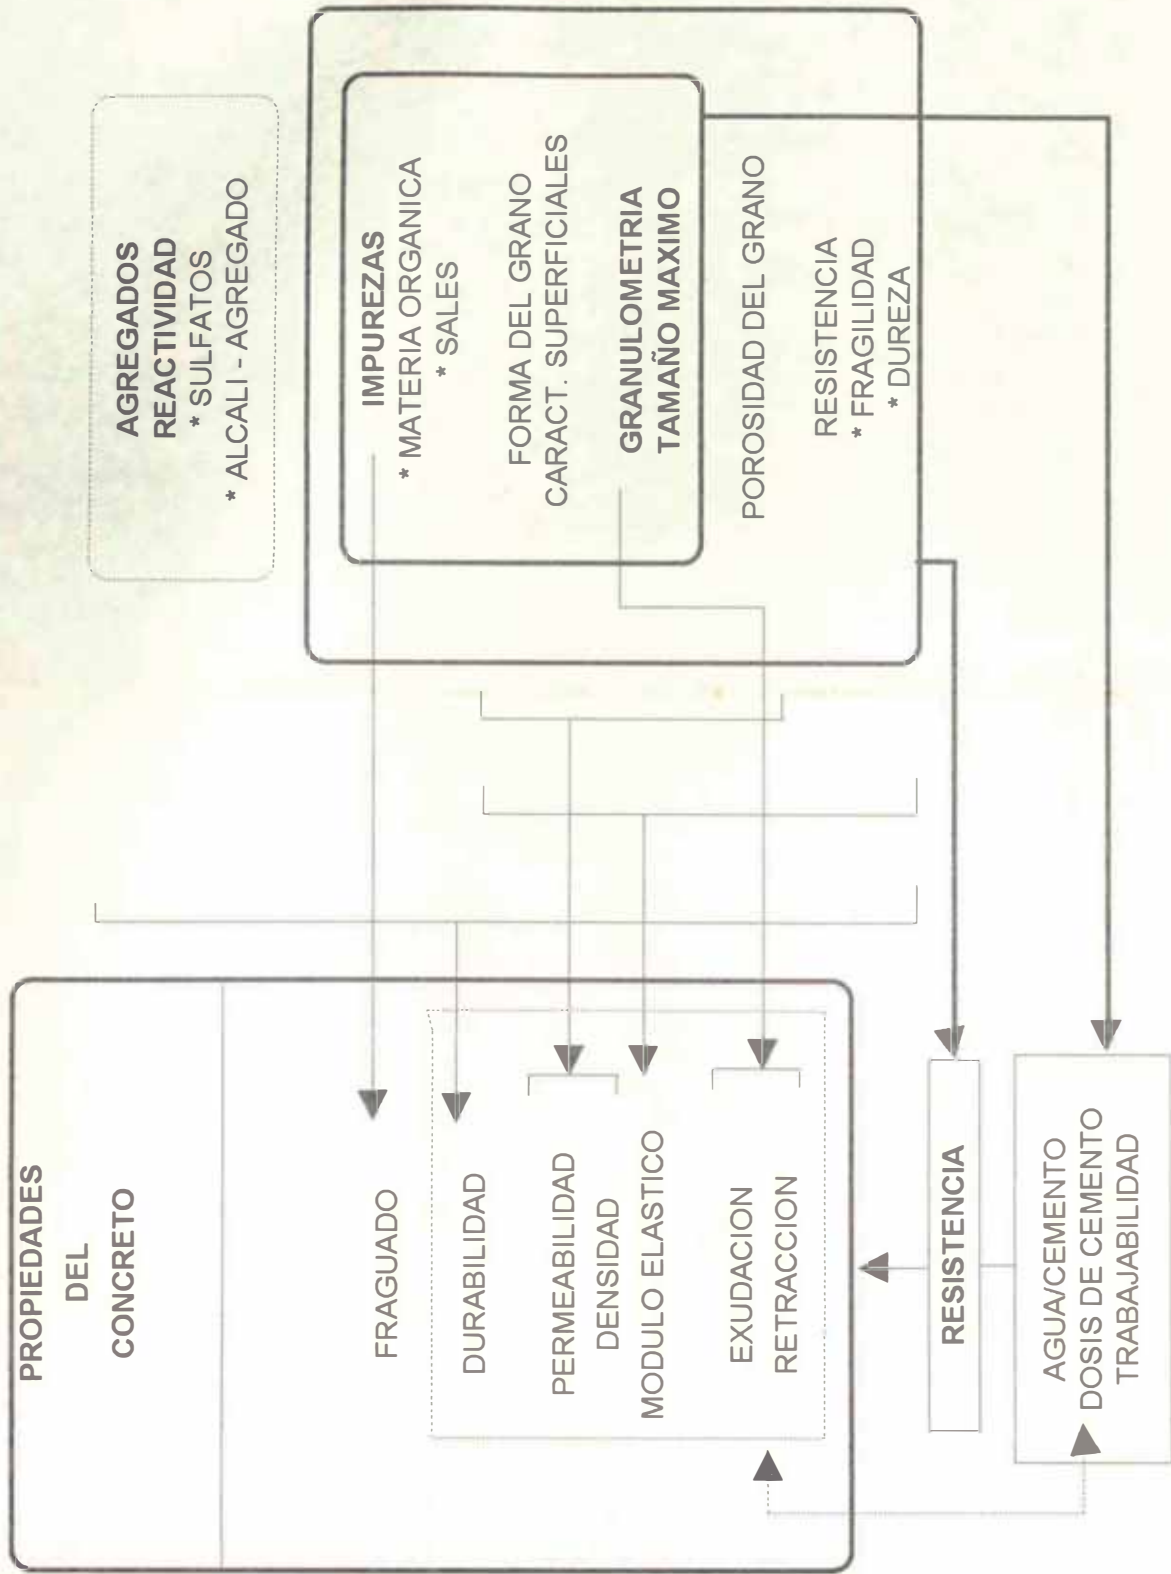 PROPIEDADES
DEL
CONCRETO
FRAGUADO
DURABILIDAD
PERMEABILIDAD
DENSIDAD
MODULO ELASTICO
EXUDACION
RETRACCION
RESISTENCIA
AGUA/CEMENTO
DOSIS DE CEMENTO
TRABAJABILIDAD
AGREGADOS
REACTIVIDAD
* SULFATOS
* ALCALI - AGREGADO
IMPUREZAS
* MATERIA ORGANICA
* SALES
FORMA DEL GRANO
CARACT. SUPERFICIALES
GRANULOMETRIA
TAMAÑO MAXIMO
POROSIDAD DEL GRANO
RESISTENCIA
* FRAGILIDAD
* DUREZA